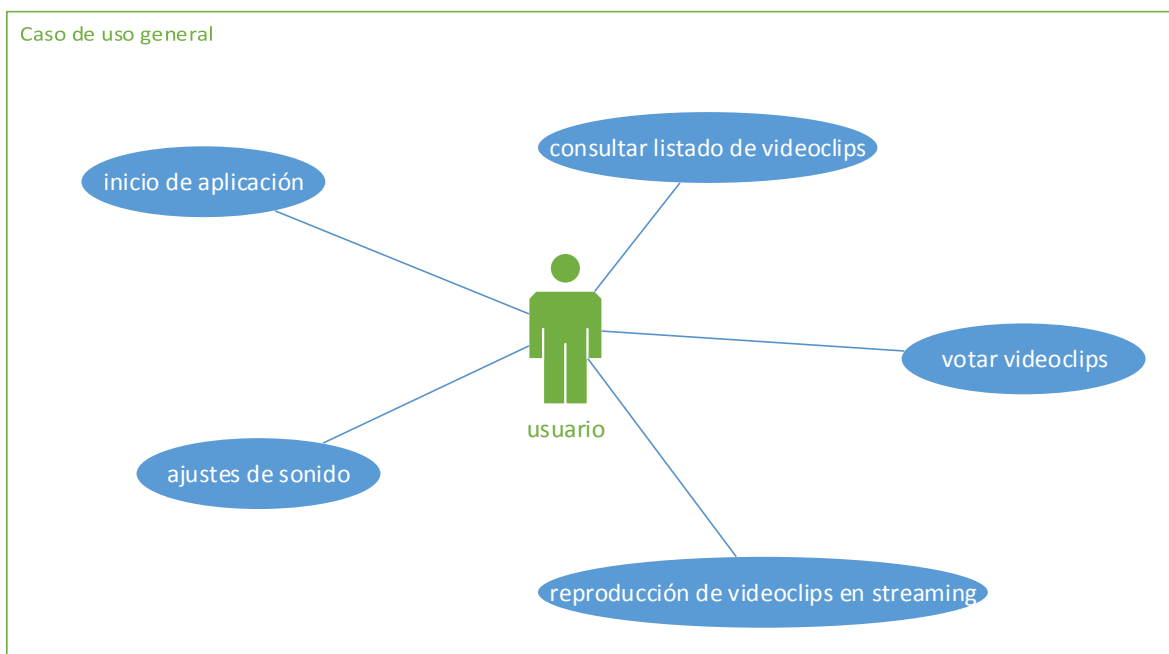 Caso de uso general
consultar listado de videoclips
inicio de aplicación
votar videoclips
usuario
ajustes de sonido
reproducción de videoclips en streaming